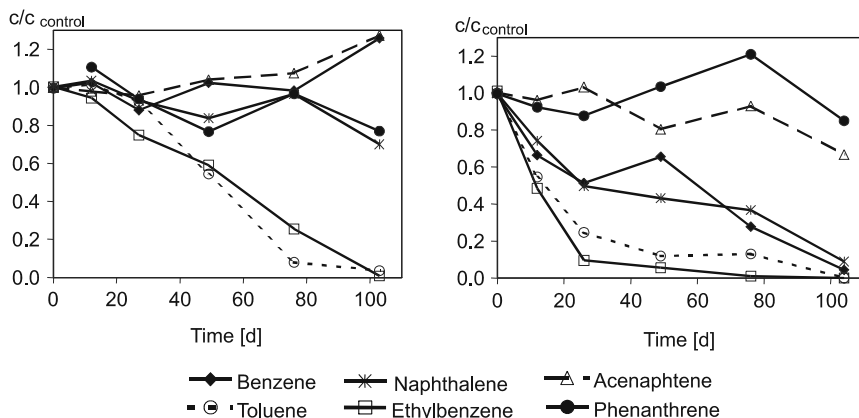 c/c control
1.2
1.0
0.8
0.6
0.4
0.2
0.0
0 20 40 60 80 100
Time [d]
c/c control
1.2
1.0
0.8
0.6
0.4
0.2
0.0
0 20 40 60 80 100
Time [d]
Benzene Naphthalene Acenaphtene
Toluene Ethylbenzene Phenanthrene